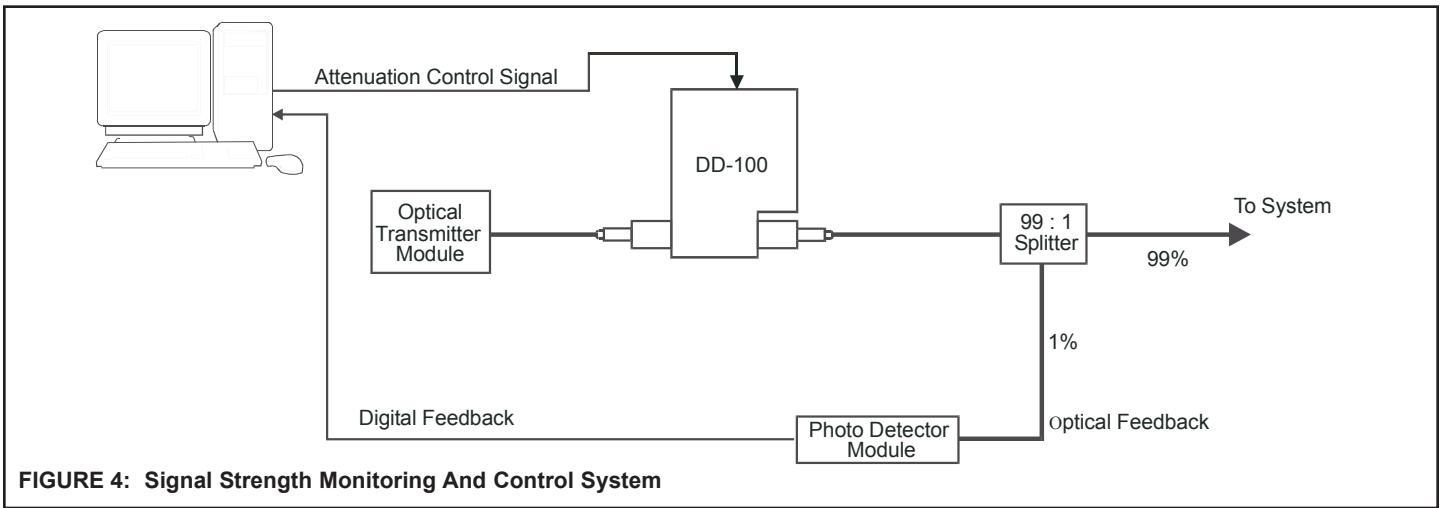 Attenuation Control Signal
DD-100
Optical
Transmitter
Module
99 : 1
Splitter
To System
99%
1%
Digital Feedback
Optical Feedback
Photo Detector
Module
FIGURE 4: Signal Strength Monitoring And Control System